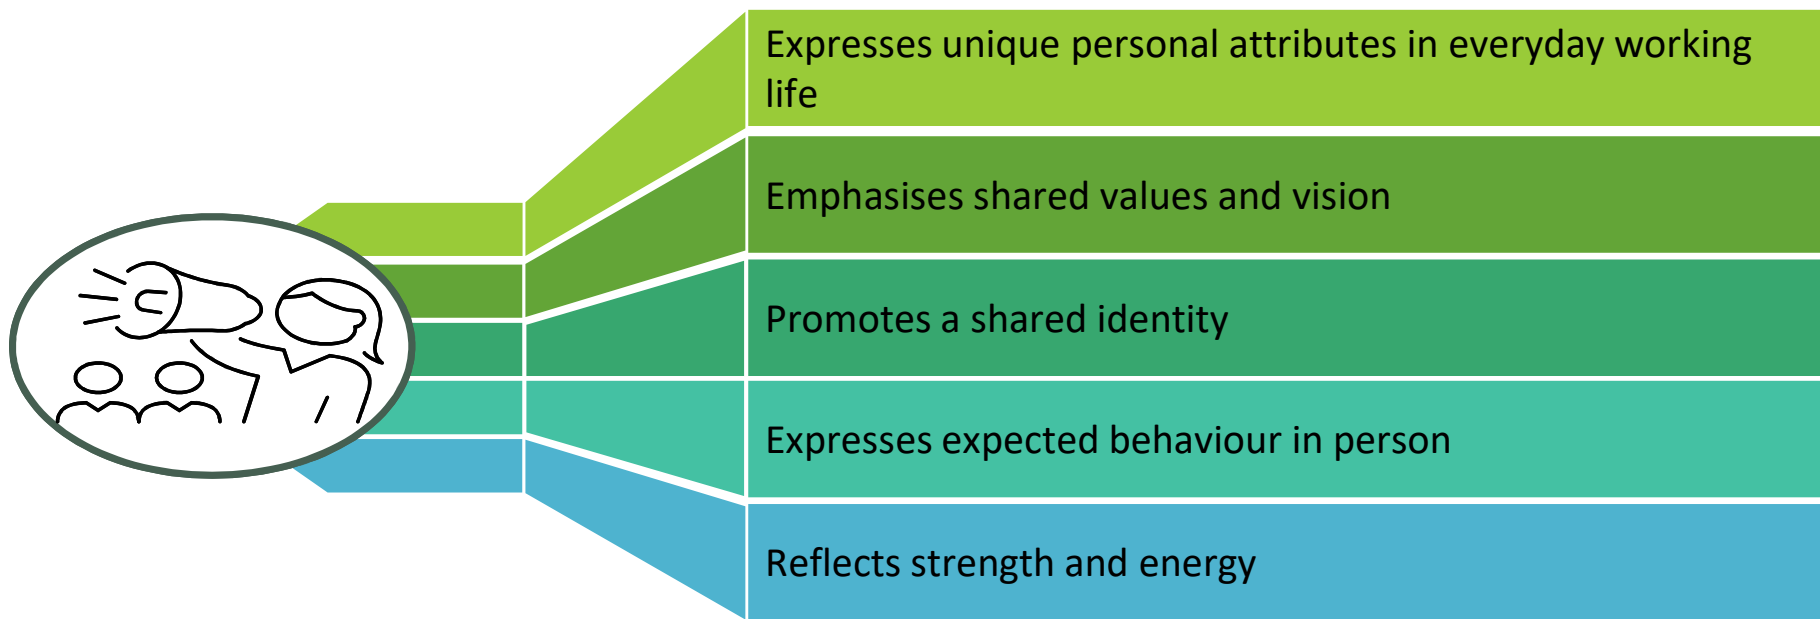 Expresses unique personal attributes in everyday working
life
Emphasises shared values and vision
Promotes a shared identity
Expresses expected behaviour in person
Reflects strength and energy